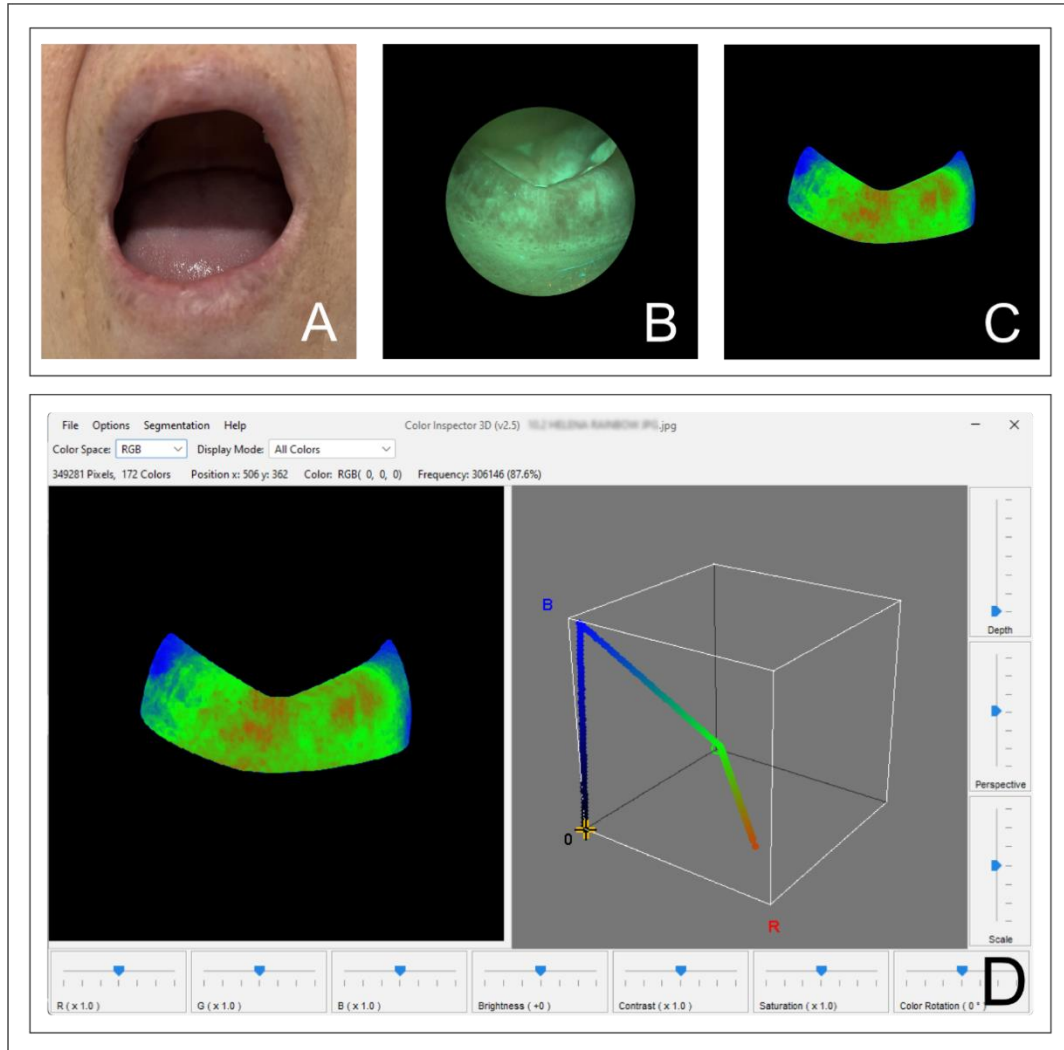 A
B
C
File Options Segmentation Help
Color Inspector 3D (v2.5)
.jpg
Color Space: RGB Display Mode: All Colors
349281 Pixels, 172 Colors Position x: 506 y: 362 Color: RGB( 0, 0, 0) Frequency: 306146 (87.6%)
B
0
R
Depth
Perspective
Scale
R ( x 1.0 ) G ( x 1.0 ) B ( x 1.0 ) Brightness ( +0) Contrast ( x 1.0 ) Saturation ( x 1.0) Color Rotation ( 0 °)
D